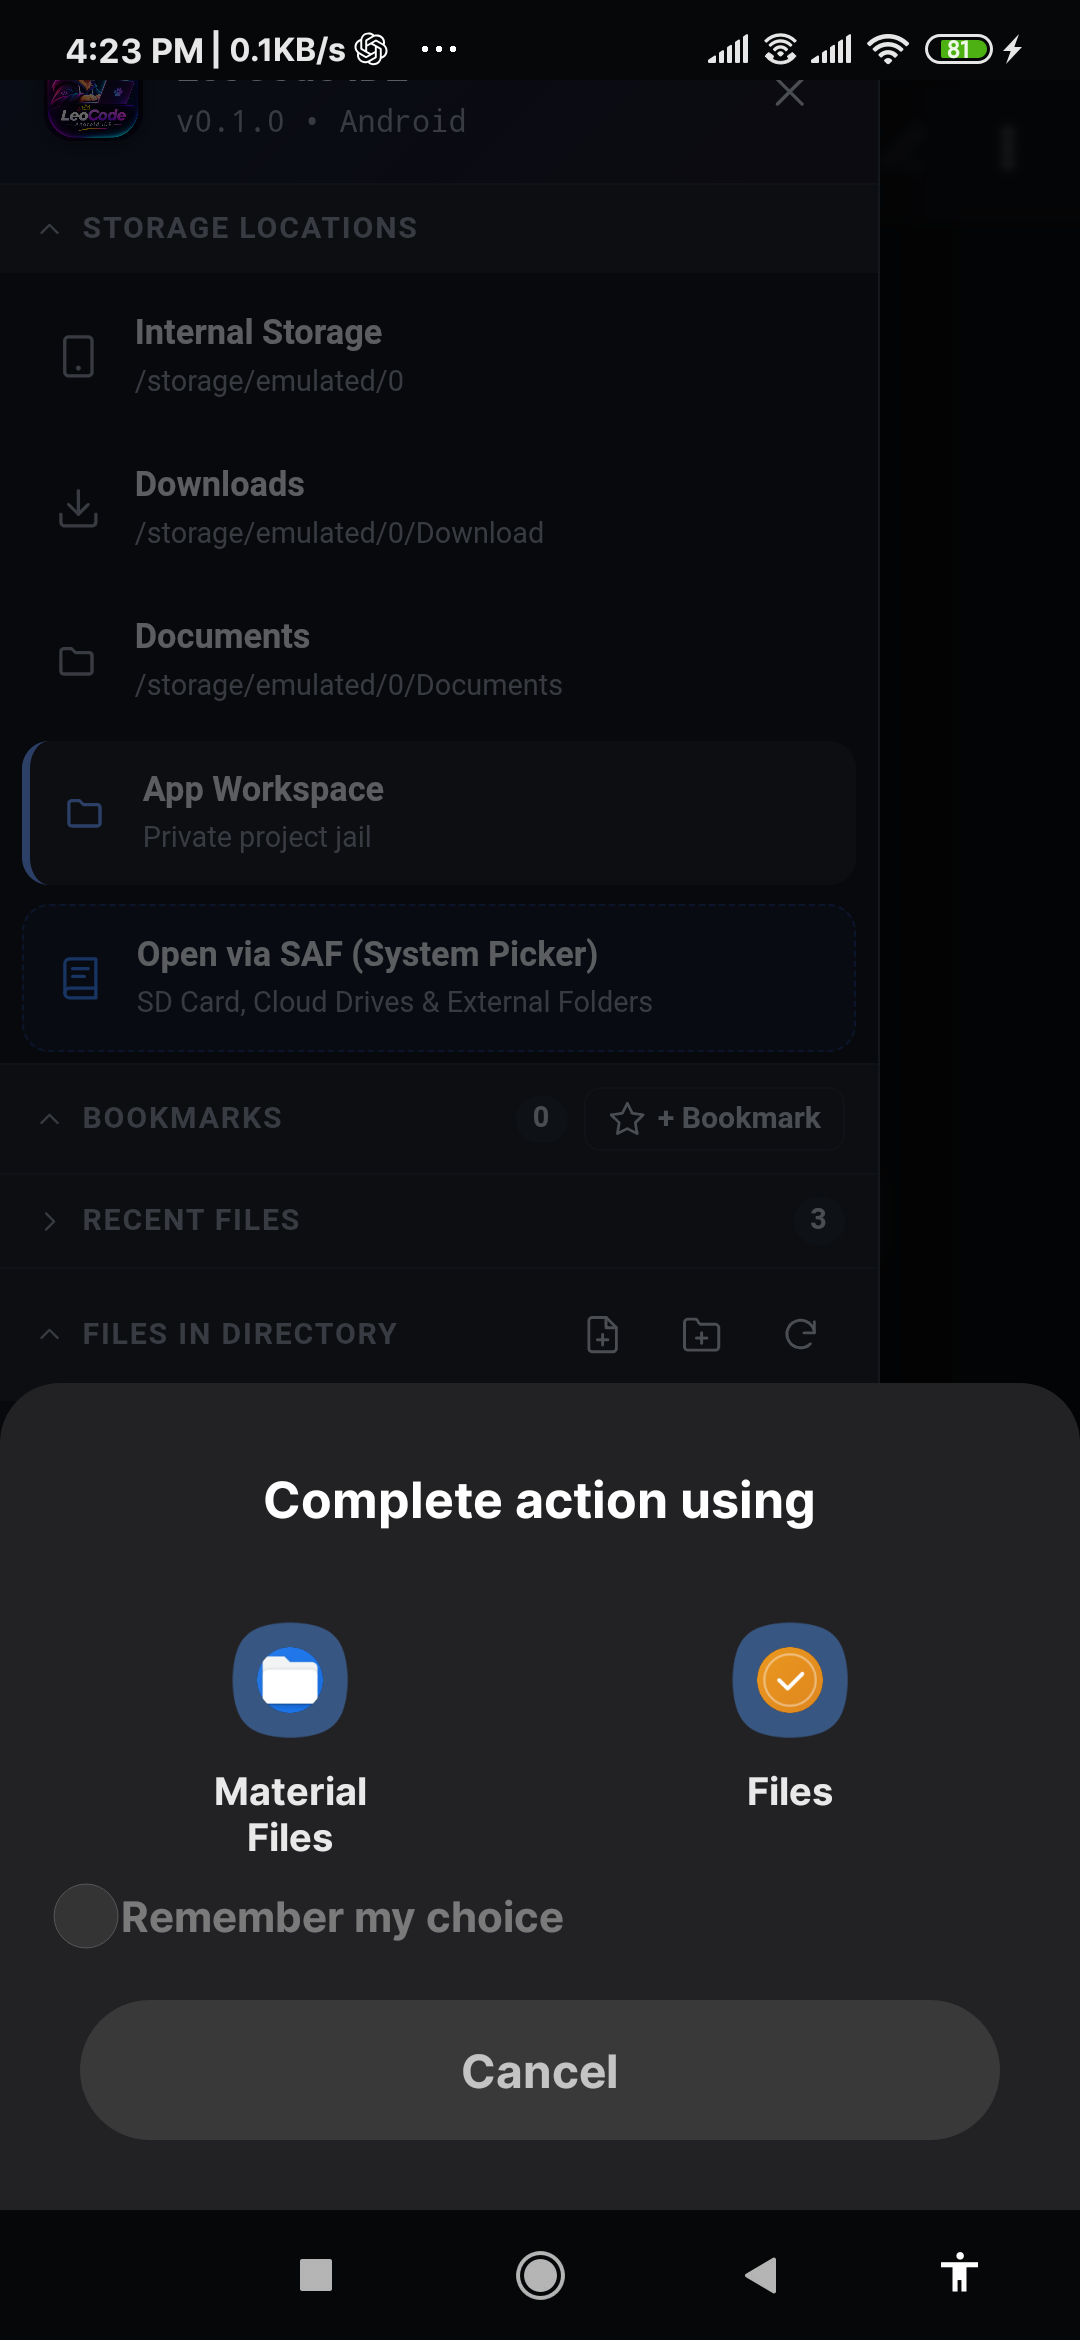 4:23 PM | 0.1KB/s ...
81
LeoCode
v0.1.0 • Android
STORAGE LOCATIONS
Internal Storage
/storage/emulated/0
Downloads
/storage/emulated/0/Download
Documents
/storage/emulated/0/Documents
App Workspace
Private project jail
Open via SAF (System Picker)
SD Card, Cloud Drives & External Folders
BOOKMARKS
0
+ Bookmark
RECENT FILES
3
FILES IN DIRECTORY
Complete action using
Material
Files
Files
Remember my choice
Cancel